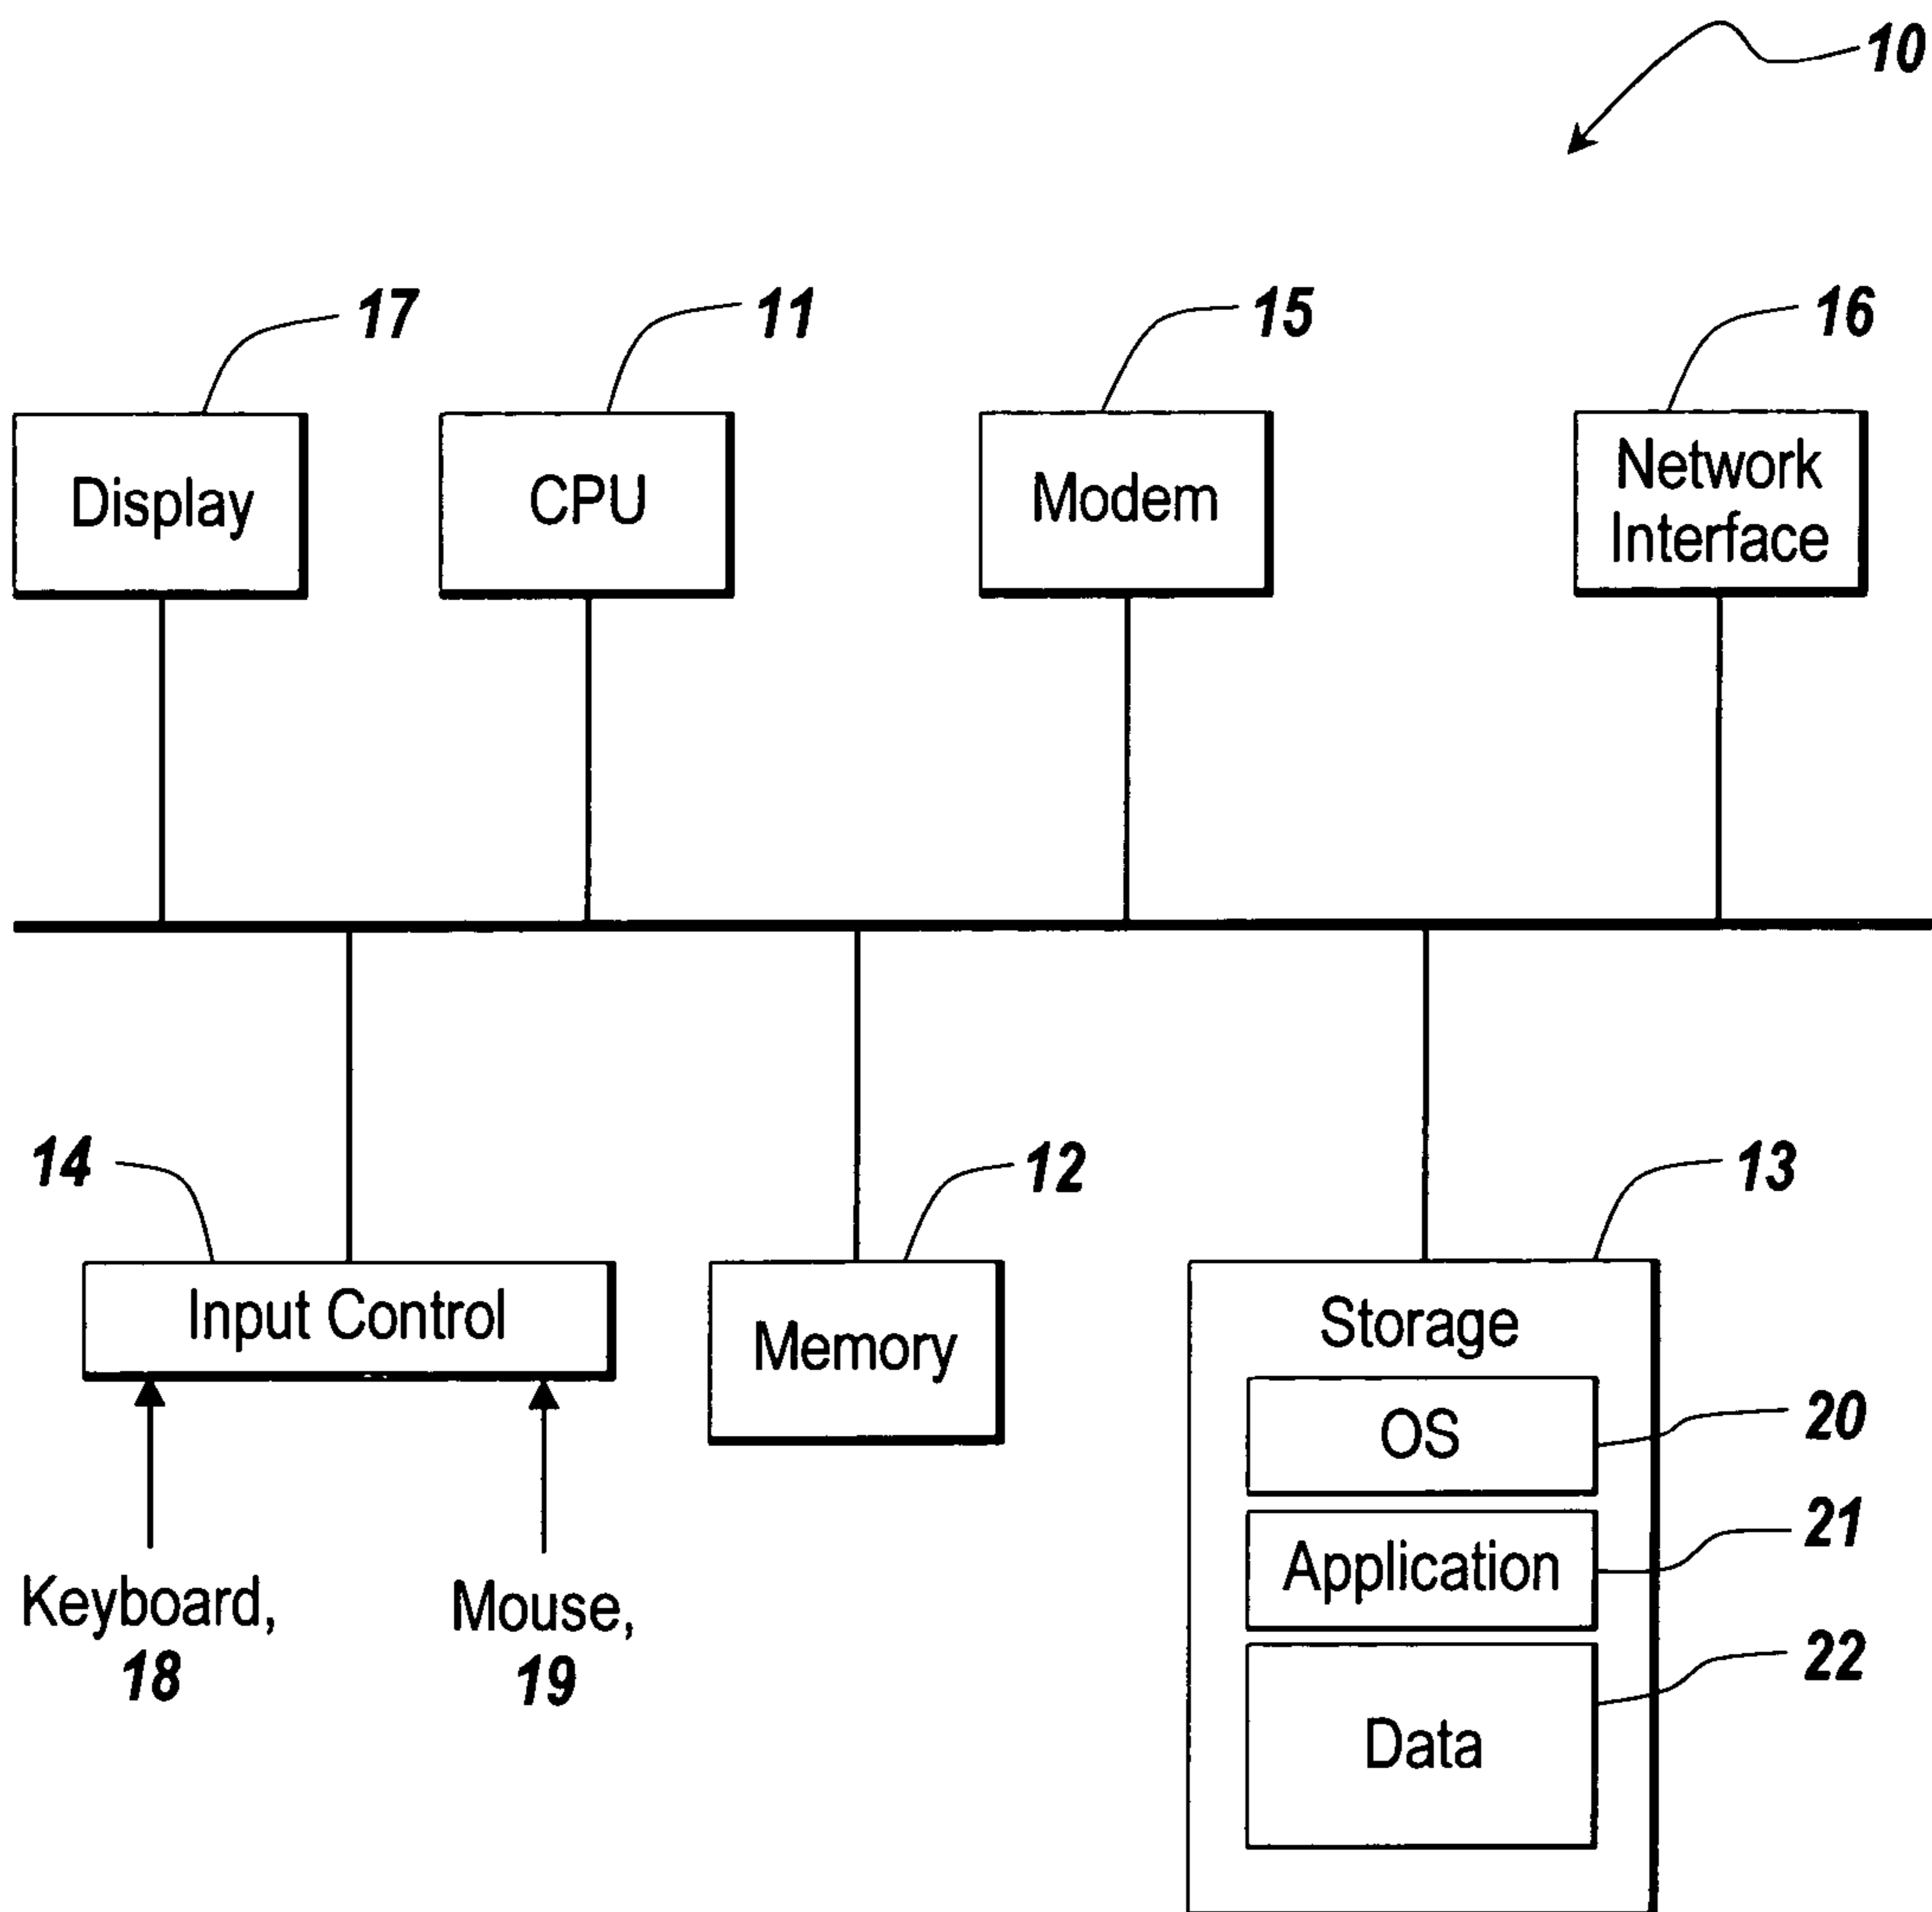 10
17
11
15
16
Display
CPU
Modem
Network
Interface
14
12
13
Input Control
Memory
Storage
OS
20
Application
21
Keyboard,
18
Mouse,
19
Data
22